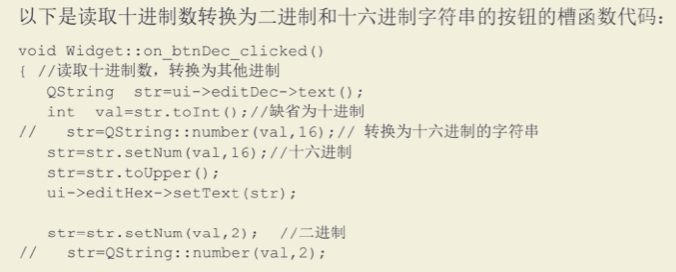 以下是读取十进制数转换为二进制和十六进制字符串的按钮的槽函数代码：
void Widget::on_btnDec_clicked()
{ //读取十进制数，转换为其他进制
   QString  str=ui->editDec->text();
   int  val=str.toInt();//缺省为十进制
//   str=QString::number(val,16);// 转换为十六进制的字符串
   str=str.setNum(val,16);//十六进制
   str=str.toUpper();
   ui->editHex->setText(str);

   str=str.setNum(val,2);  //二进制
//   str=QString::number(val,2);